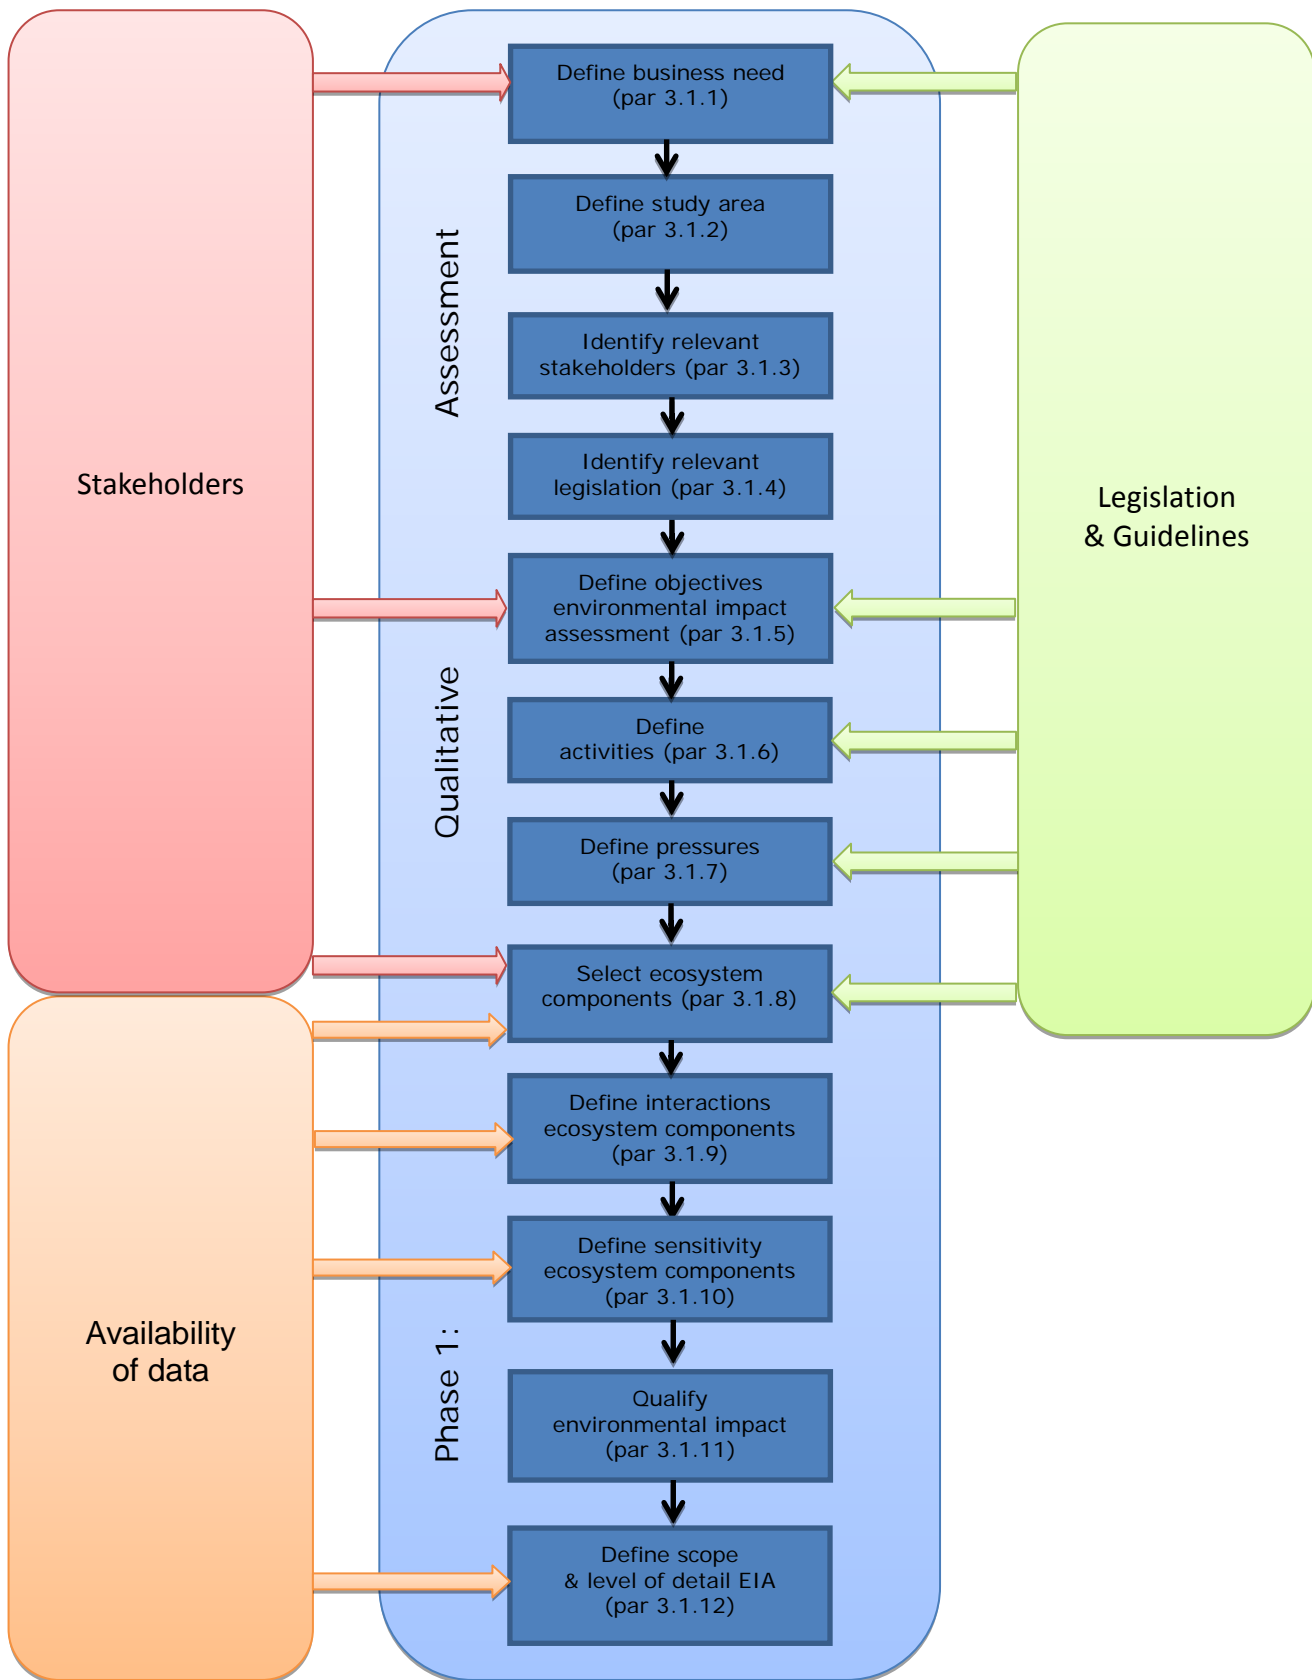 Stakeholders
Availability
of data
Phase 1: Qualitative Assessment
Define business need
(par 3.1.1)
Define study area
(par 3.1.2)
Identify relevant
stakeholders (par 3.1.3)
Identify relevant
legislation (par 3.1.4)
Define objectives
environmental impact
assessment (par 3.1.5)
Define
activities (par 3.1.6)
Define pressures
(par 3.1.7)
Select ecosystem
components (par 3.1.8)
Define interactions
ecosystem components
(par 3.1.9)
Define sensitivity
ecosystem components
(par 3.1.10)
Qualify
environmental impact
(par 3.1.11)
Define scope
& level of detail EIA
(par 3.1.12)
Legislation
& Guidelines